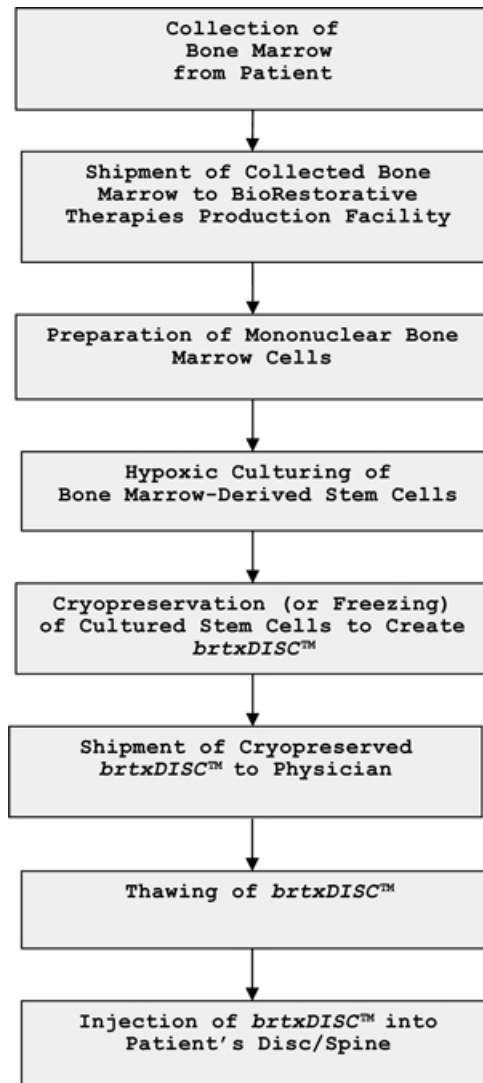 Collection of
Bone Marrow
from Patient
Shipment of Collected Bone
Marrow to BioRestorative
Therapies Production Facility
Preparation of Mononuclear Bone
Marrow Cells
Hypoxic Culturing of
Bone Marrow-Derived Stem Cells
Cryopreservation (or Freezing)
of Cultured Stem Cells to Create
brtxDISC™
Shipment of Cryopreserved
brtxDISC™ to Physician
Thawing of brtxDISC™
Injection of brtxDISC™ into
Patient's Disc/Spine